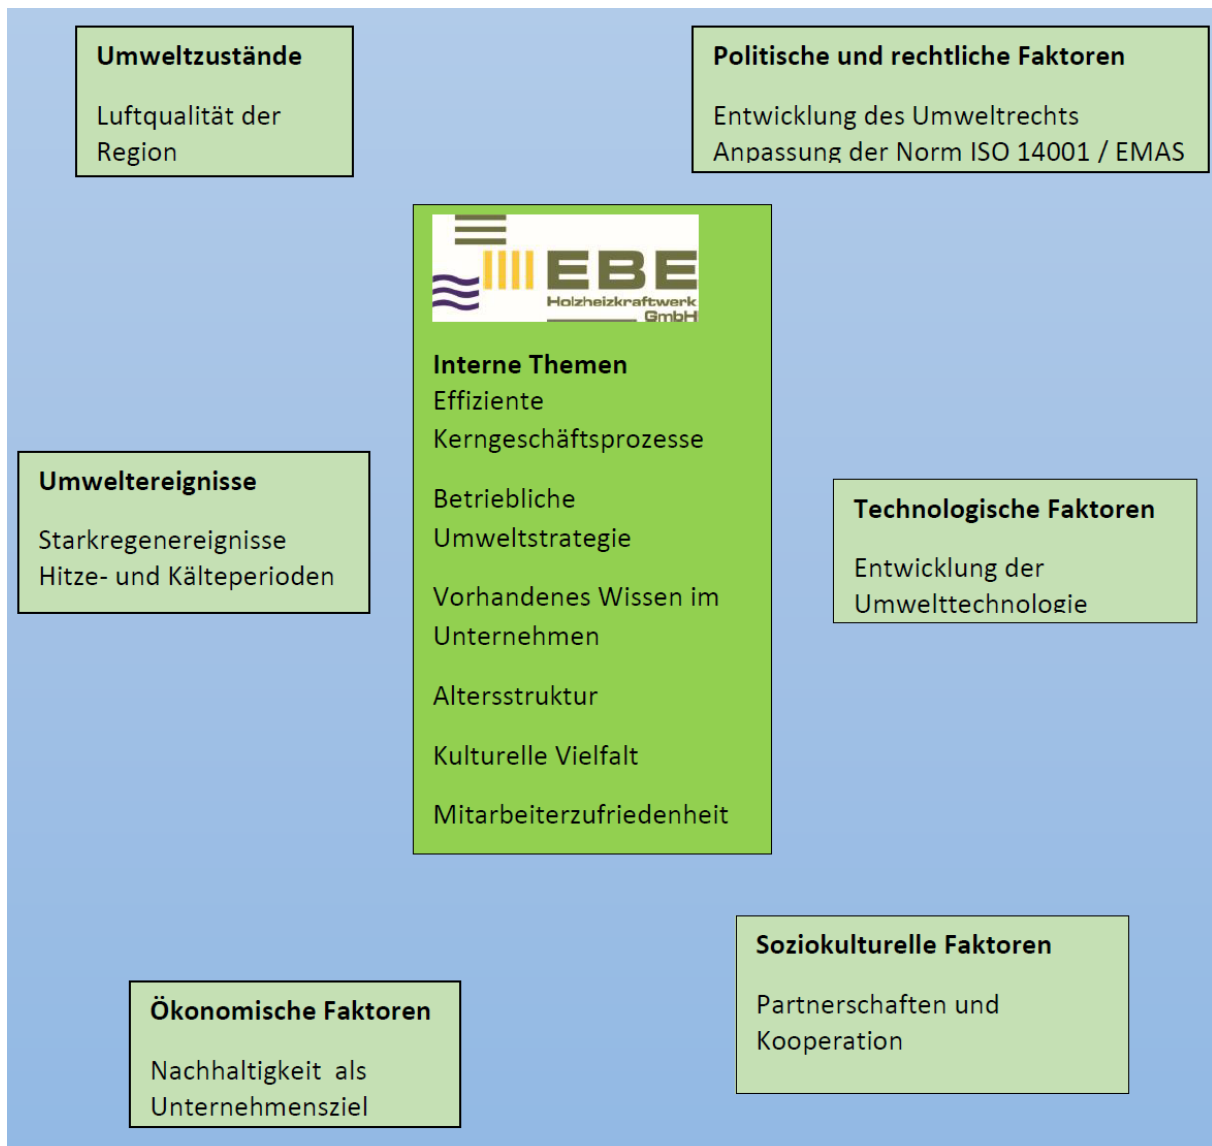 Umweltzustände
Luftqualität der
Region
Politische und rechtliche Faktoren
Entwicklung des Umweltrechts
Anpassung der Norm ISO 14001 / EMAS
EBE
Holzheizkraftwerk
GmbH
Interne Themen
Effiziente
Kerngeschäftsprozesse
Betriebliche
Umweltstrategie
Vorhandenes Wissen im
Unternehmen
Altersstruktur
Kulturelle Vielfalt
Mitarbeiterzufriedenheit
Umweltereignisse
Starkregenereignisse
Hitze- und Kälteperioden
Technologische Faktoren
Entwicklung der
Umwelttechnologie
Ökonomische Faktoren
Nachhaltigkeit als
Unternehmensziel
Soziokulturelle Faktoren
Partnerschaften und
Kooperation